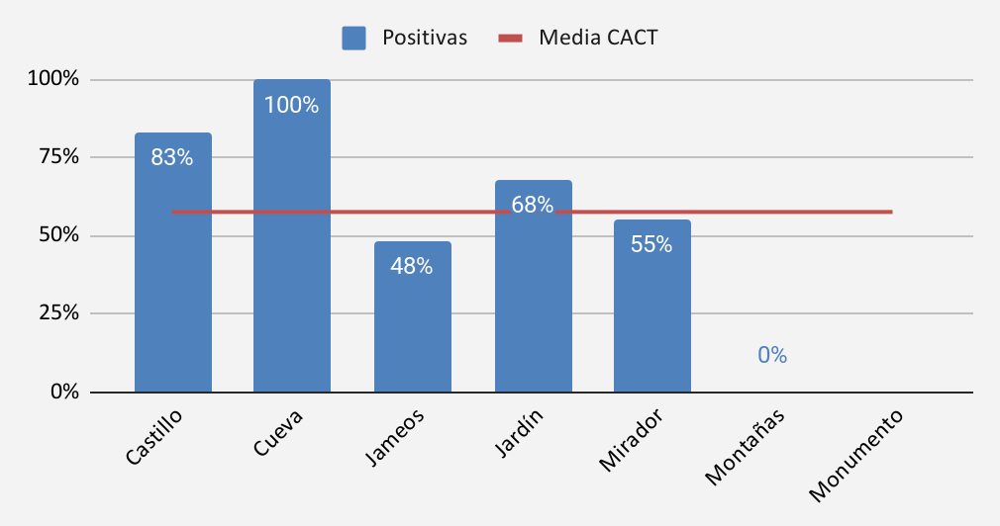 Positivas Media CACT
100%
75%
50%
25%
0%
83%
100%
48%
68%
55%
0%
Castillo
Cueva
Jameos
Jardín
Mirador
Montañas
Monumento